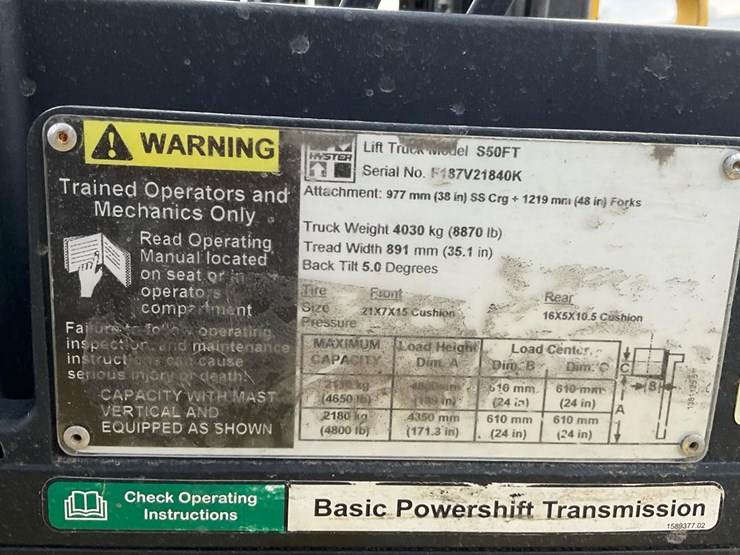 WARNING
Trained Operators and
Mechanics Only
Read Operating
Manual located
on seat or in
operator's
compartment
Failure to follow operating,
inspection, and maintenance
instructions can cause
serious injury or death.
CAPACITY WITH MAST
VERTICAL AND
EQUIPPED AS SHOWN
HYSTER
Lift Truck Model S50FT
Serial No. F187V21840K
Attachment: 977 mm (38 in) SS Crg + 1219 mm (48 in) Forks
Truck Weight 4030 kg (8870 lb)
Tread Width 891 mm (35.1 in)
Back Tilt 5.0 Degrees
Tire Front Rear
Size 21X7X15 Cushion 16X5X10.5 Cushion
Pressure
MAXIMUM CAPACITY Load Height Dim. A Load Center Dim. B Dim. C
(4650 lb) 610 mm (24 in) 610 mm (24 in)
2180 kg (4800 lb) 4350 mm (171.3 in) 610 mm (24 in) 610 mm (24 in)
C
B
A
Check Operating
Instructions
Basic Powershift Transmission
1589377.02